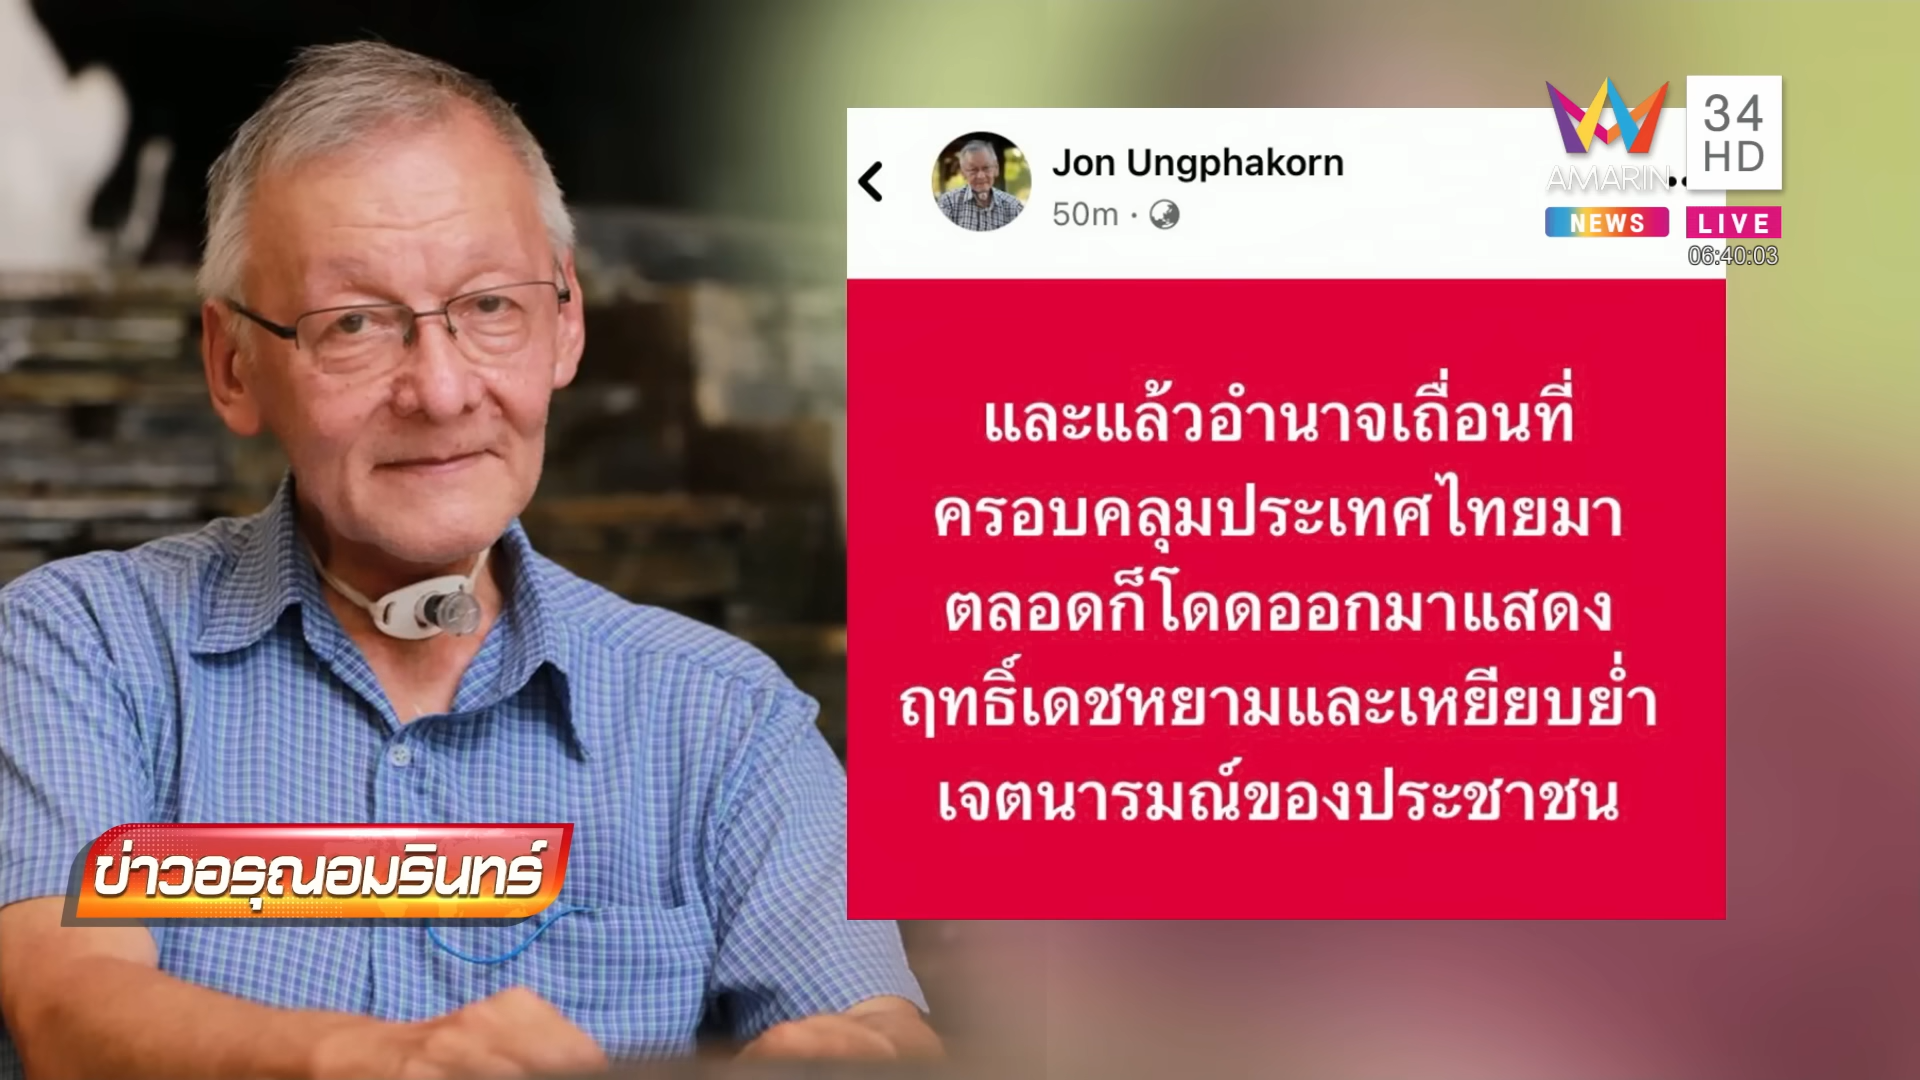 Jon Ungphakorn
50m
AMARIN
34
HD
NEWS
LIVE
06:40:03
และแล้วอำนาจเถื่อนที่
ครอบคลุมประเทศไทยมา
ตลอดก็โดดออกมาแสดง
ฤทธิ์เดชหยามและเหยียบย่ำ
เจตนารมณ์ของประชาชน
ข่าวอรุณอมรินทร์